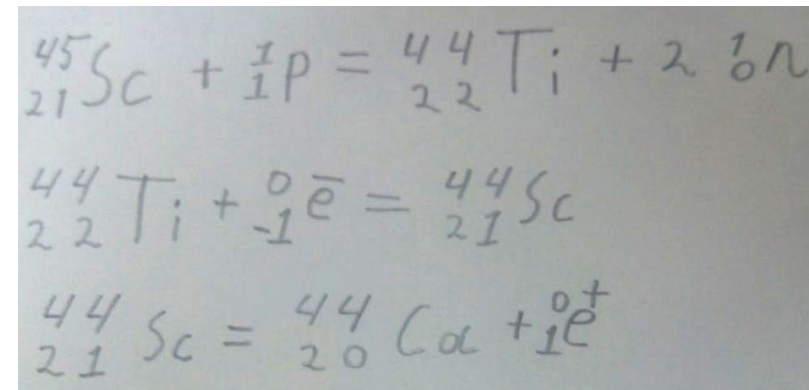 ⁴⁵₂₁Sc + ¹₁p = ⁴⁴₂₂Ti + 2 ¹₀n
⁴⁴₂₂Ti + ⁰₋₁e̅ = ⁴⁴₂₁Sc
⁴⁴₂₁Sc = ⁴⁴₂₀Ca + ⁰₁e⁺